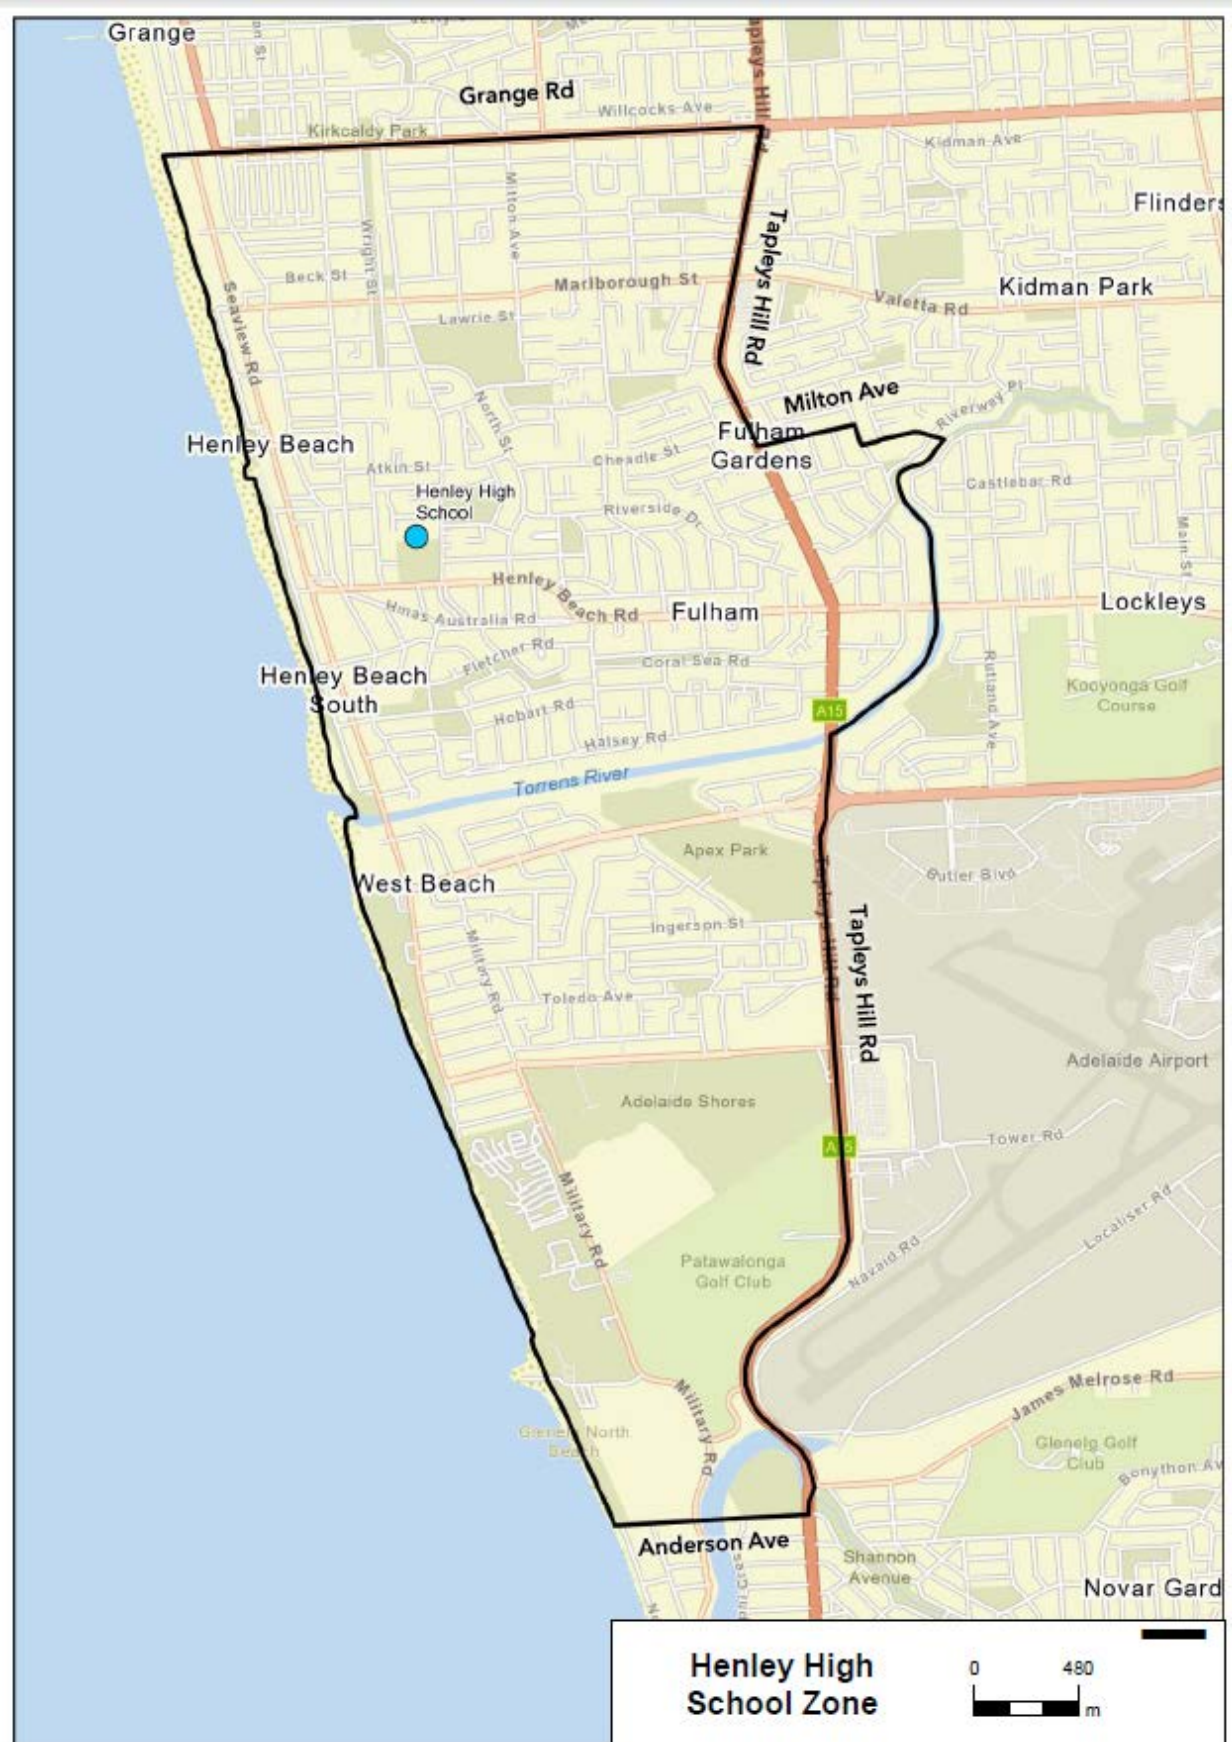 Grange
Grange Rd
Willcocks Ave
Kirkcaldy Park
Kidman Ave
Flinders
Milton Ave
Wright St
Tapleys Hill Rd
Beck St
Marlborough St
Kidman Park
Valetta Rd
Seaview Rd
Lawrie St
Milton Ave
Riverway Pl
North St
Fulham
Gardens
Henley Beach
Cheadle St
Atkin St
Castlebar Rd
Henley High
School
Riverside Dr
Main St
Henley Beach Rd
Hmas Australia Rd
Fulham
Lockleys
Fletcher Rd
Coral Sea Rd
Rutland Ave
Henley Beach
South
Kooyonga Golf
Course
Hobart Rd
A15
Halsey Rd
Torrens River
Apex Park
Butler Blvd
West Beach
Tapleys Hill Rd
Ingerson St
Military Rd
Tapleys Hill Rd
Toledo Ave
Adelaide Airport
Adelaide Shores
Tower Rd
A15
Military Rd
Localiser Rd
Patawalonga
Golf Club
Navaid Rd
James Melrose Rd
Military Rd
Glenelg North
Beach
Glenelg Golf
Club
Bonython Av
Anderson Ave
Shannon
Avenue
Novar Gard
Henley High
School Zone
0 480
m